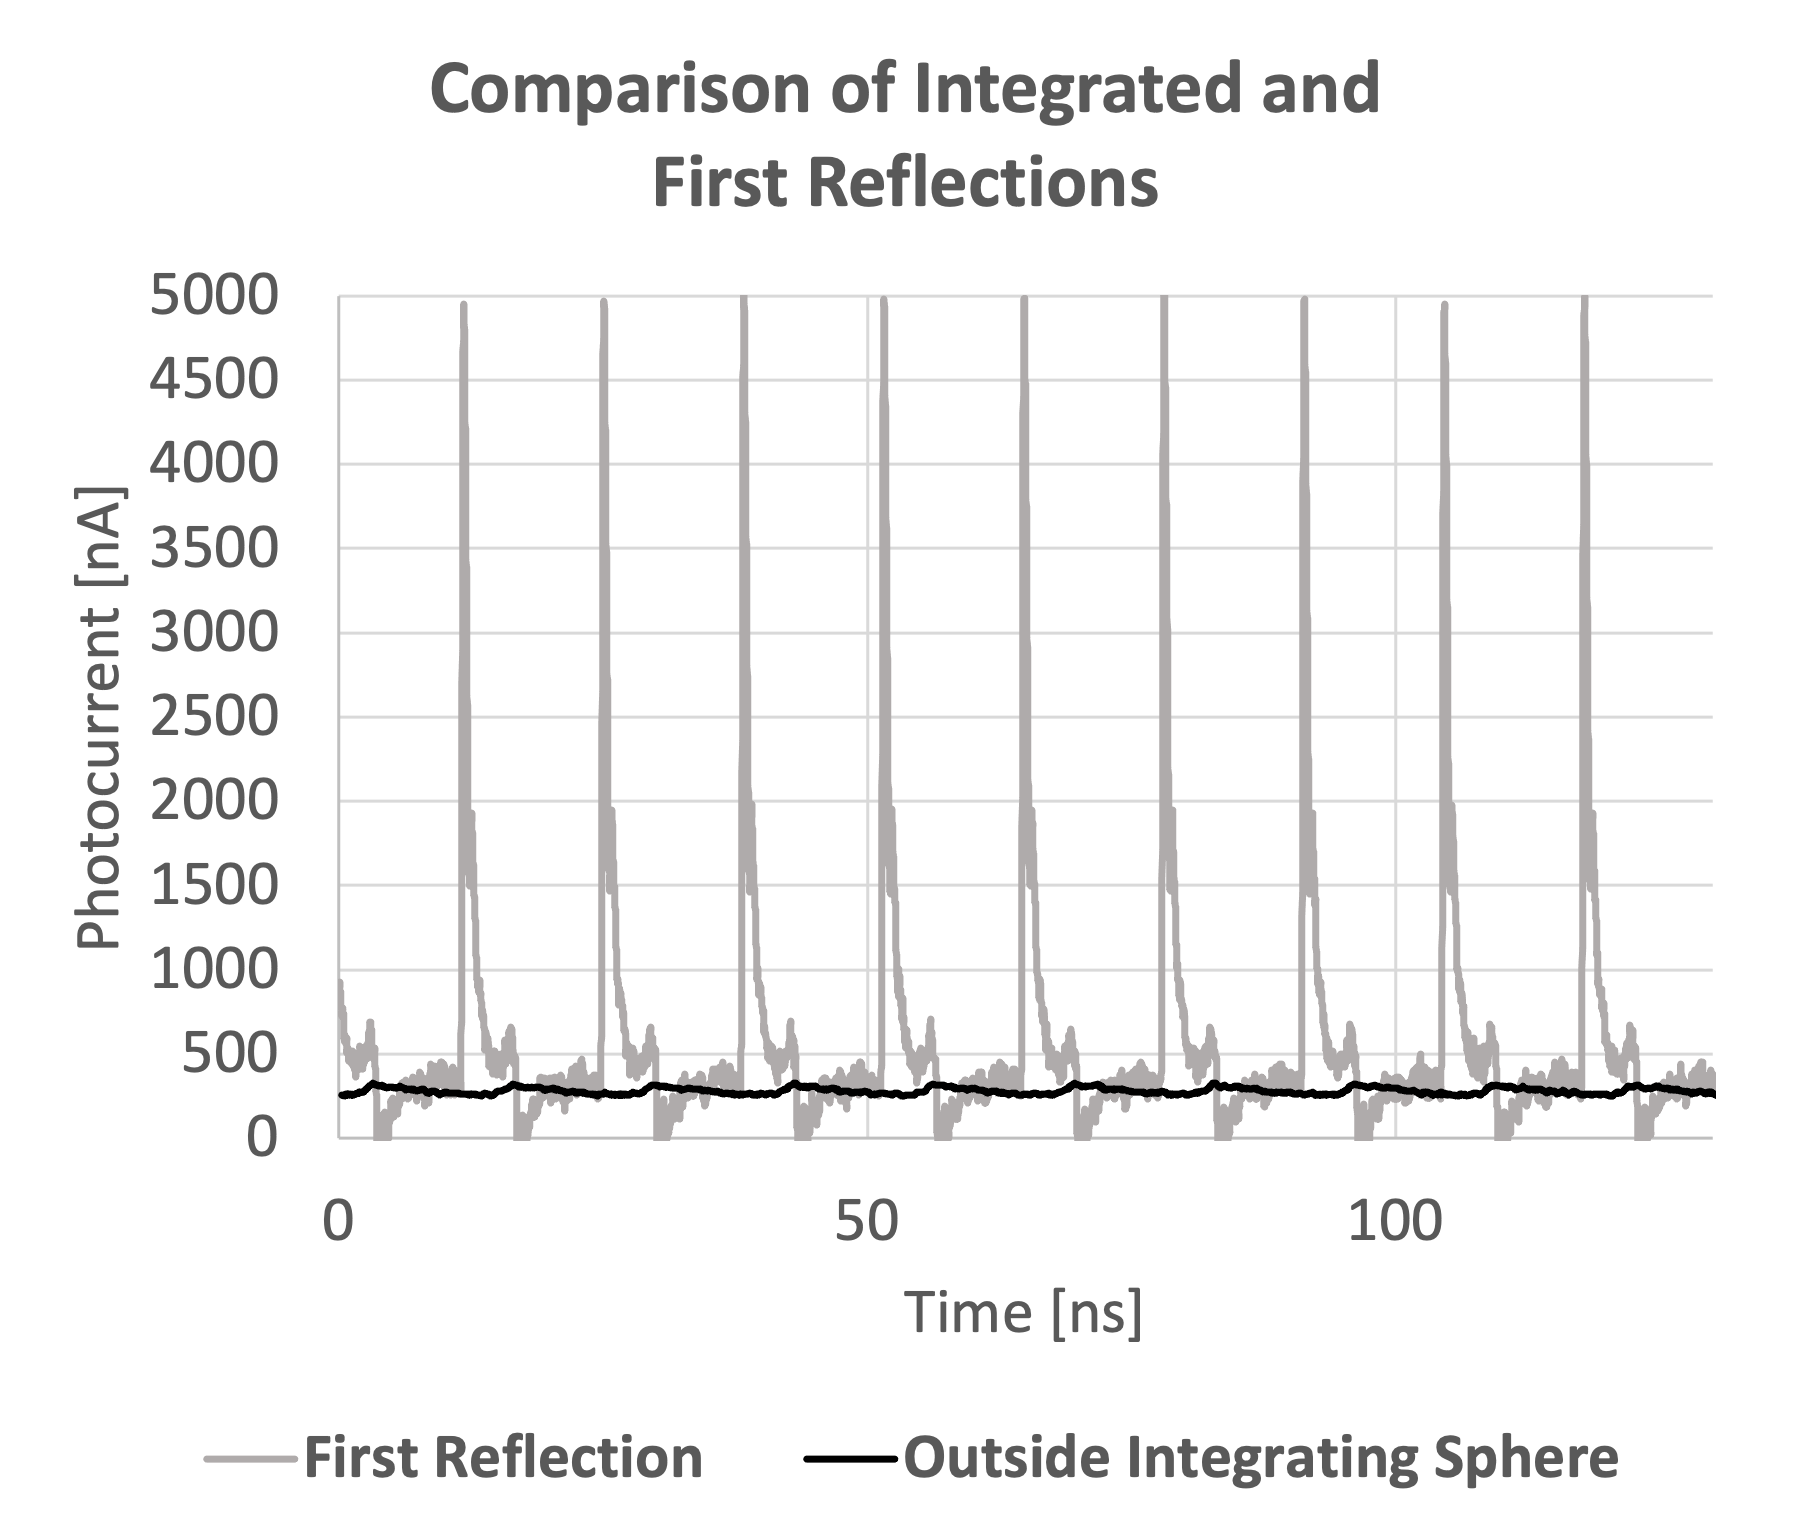 Comparison of Integrated and
First Reflections
5000
4500
4000
3500
3000
2500
2000
1500
1000
500
0
Photocurrent [nA]
0 50 100
Time [ns]
First Reflection Outside Integrating Sphere